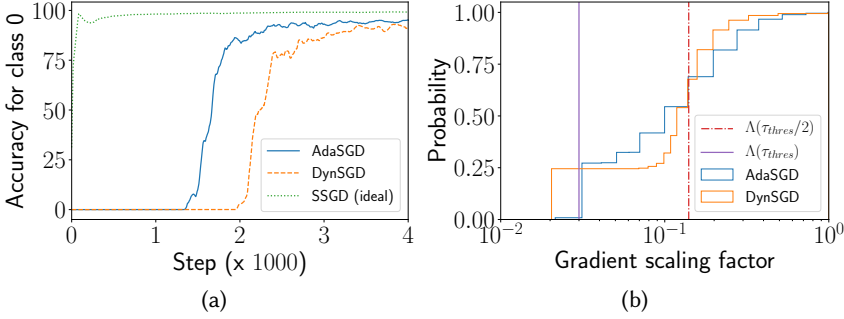 100
75
50
25
0
Accuracy for class 0
AdaSGD
DynSGD
SSGD (ideal)
0 1 2 3 4
Step (x 1000)
(a)
1.00
0.75
0.50
0.25
0.00
Probability
Λ(τ_thres/2)
Λ(τ_thres)
AdaSGD
DynSGD
10⁻² 10⁻¹ 10⁰
Gradient scaling factor
(b)